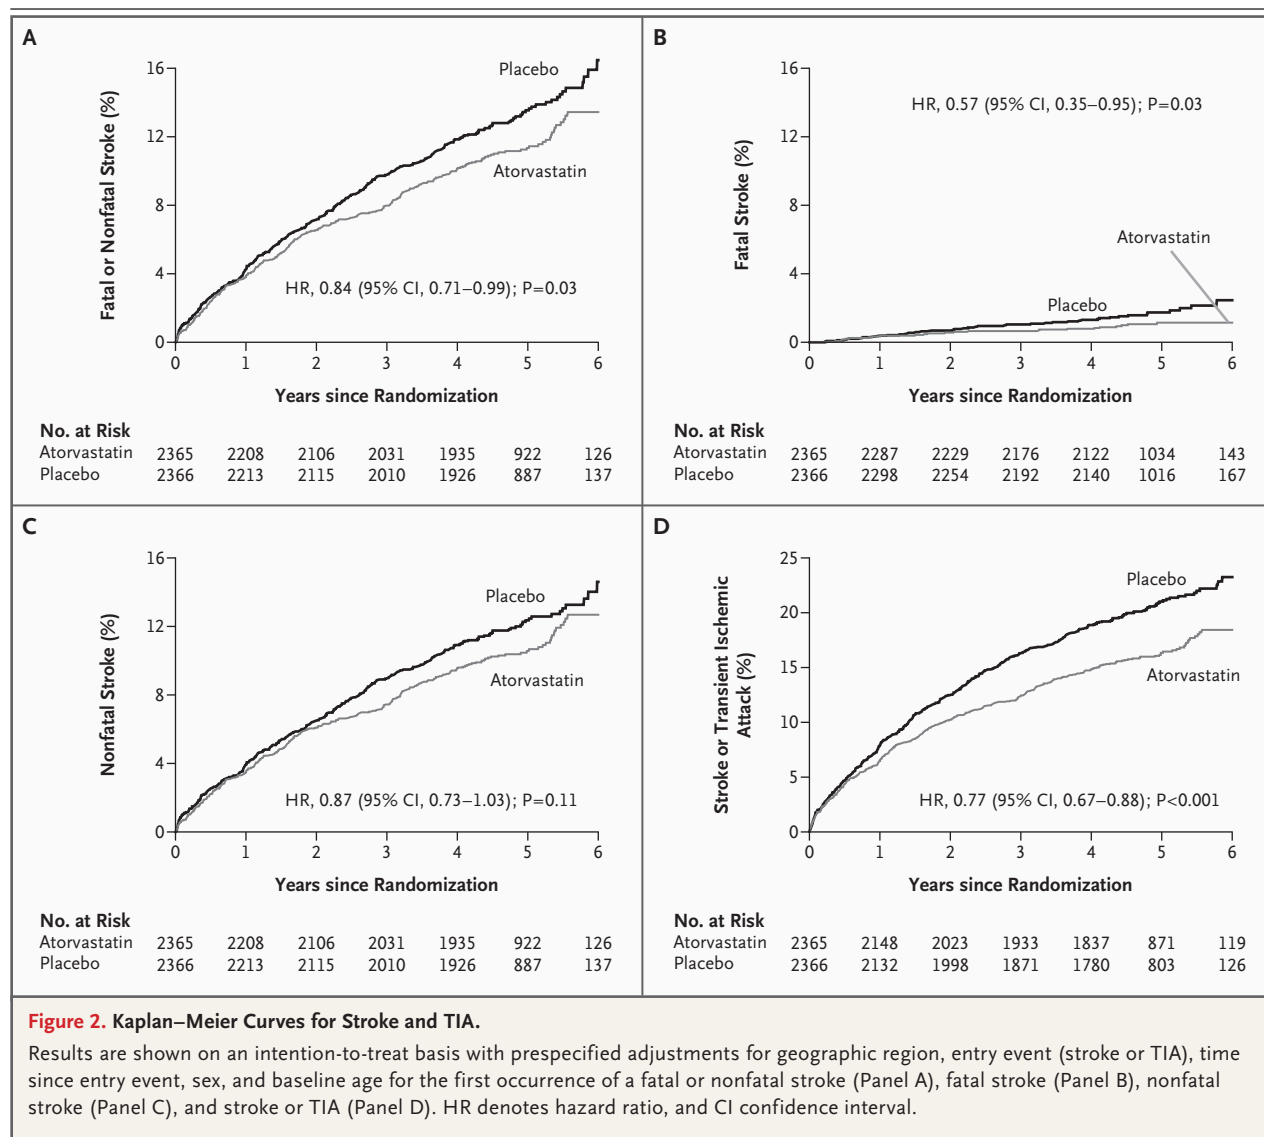 A
Fatal or Nonfatal Stroke (%)
16
12
8
4
0
Placebo
Atorvastatin
HR, 0.84 (95% CI, 0.71–0.99); P=0.03
0 1 2 3 4 5 6
Years since Randomization
No. at Risk
Atorvastatin 2365 2208 2106 2031 1935 922 126
Placebo 2366 2213 2115 2010 1926 887 137
B
Fatal Stroke (%)
16
12
8
4
0
HR, 0.57 (95% CI, 0.35–0.95); P=0.03
Atorvastatin
Placebo
0 1 2 3 4 5 6
Years since Randomization
No. at Risk
Atorvastatin 2365 2287 2229 2176 2122 1034 143
Placebo 2366 2298 2254 2192 2140 1016 167
C
Nonfatal Stroke (%)
16
12
8
4
0
Placebo
Atorvastatin
HR, 0.87 (95% CI, 0.73–1.03); P=0.11
0 1 2 3 4 5 6
Years since Randomization
No. at Risk
Atorvastatin 2365 2208 2106 2031 1935 922 126
Placebo 2366 2213 2115 2010 1926 887 137
D
Stroke or Transient Ischemic
Attack (%)
25
20
15
10
5
0
Placebo
Atorvastatin
HR, 0.77 (95% CI, 0.67–0.88); P<0.001
0 1 2 3 4 5 6
Years since Randomization
No. at Risk
Atorvastatin 2365 2148 2023 1933 1837 871 119
Placebo 2366 2132 1998 1871 1780 803 126
Figure 2. Kaplan–Meier Curves for Stroke and TIA.
Results are shown on an intention-to-treat basis with prespecified adjustments for geographic region, entry event (stroke or TIA), time
since entry event, sex, and baseline age for the first occurrence of a fatal or nonfatal stroke (Panel A), fatal stroke (Panel B), nonfatal
stroke (Panel C), and stroke or TIA (Panel D). HR denotes hazard ratio, and CI confidence interval.